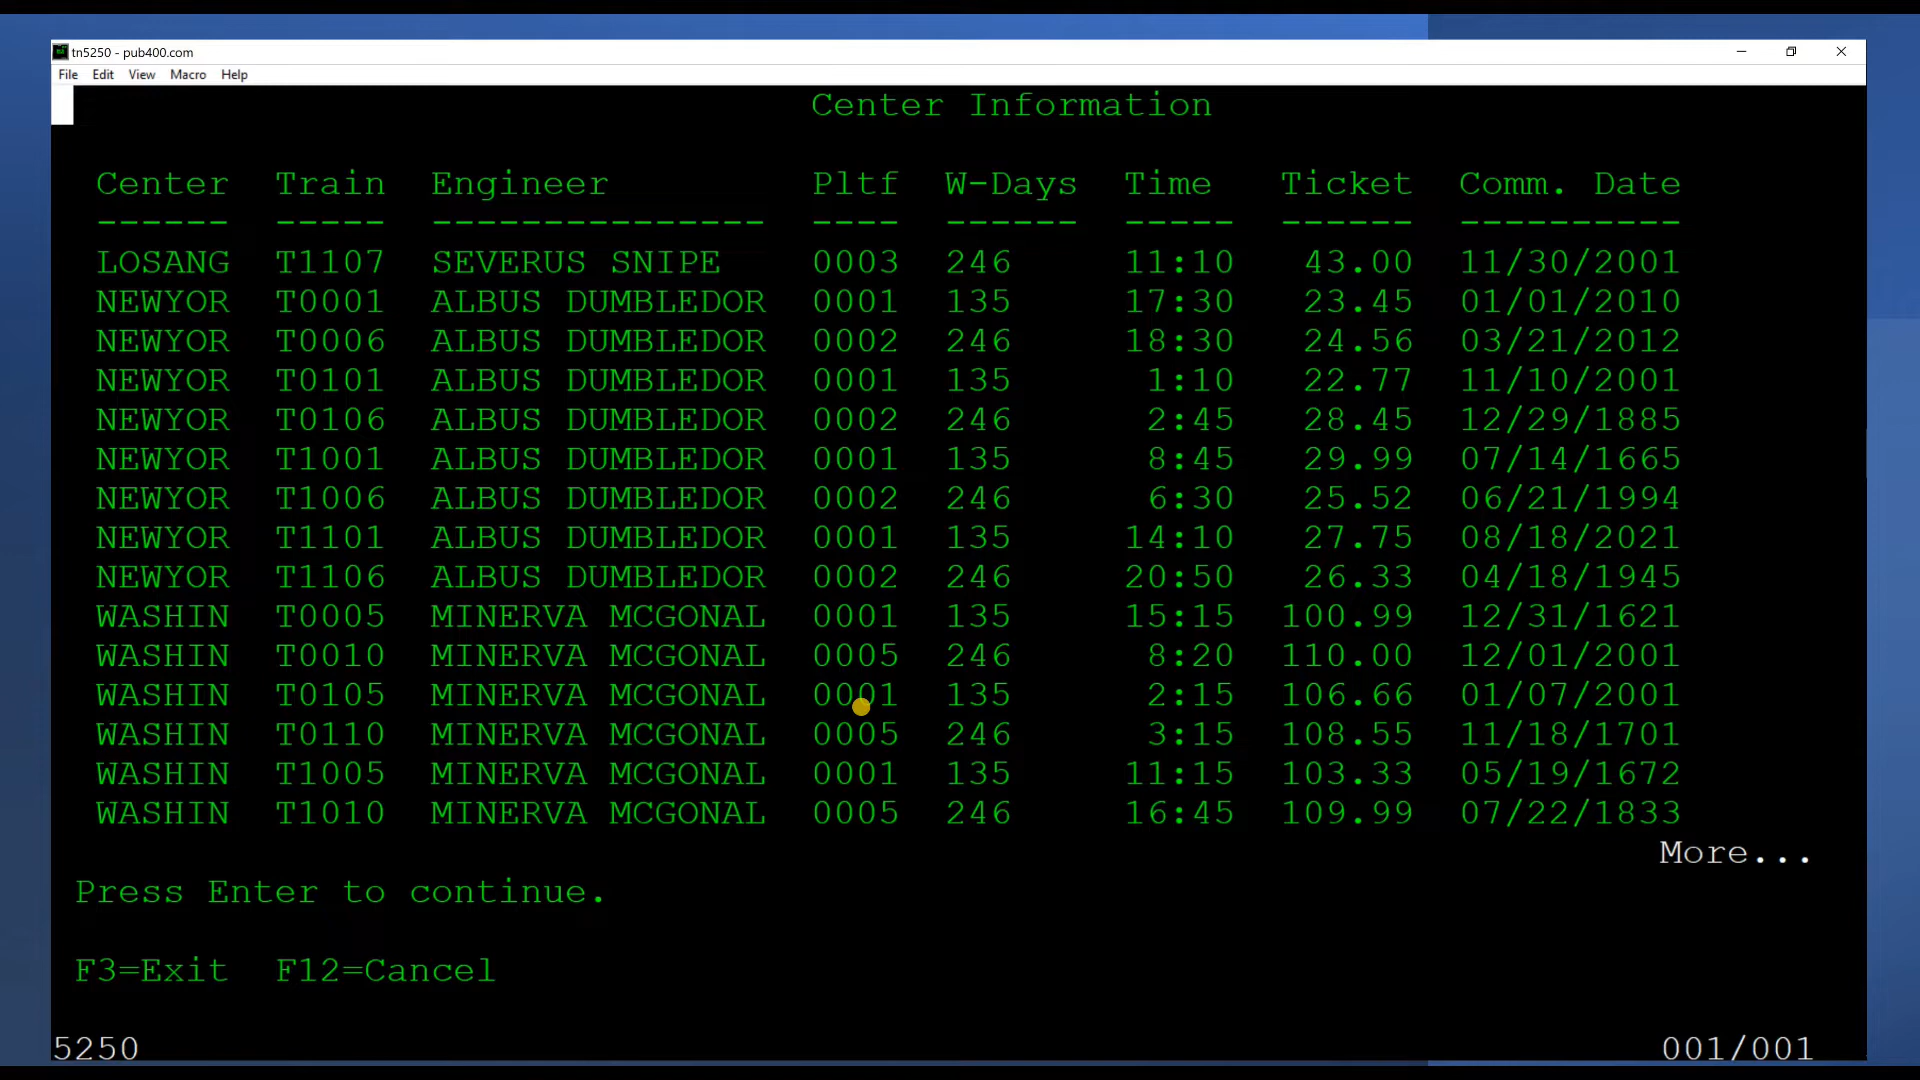 tn5250 - pub400.com
File Edit View Macro Help
Center Information
Center Train Engineer Pltf W-Days Time Ticket Comm. Date
------ ----- --------------- ---- ------ ----- ------ ----------
LOSANG T1107 SEVERUS SNIPE 0003 246 11:10 43.00 11/30/2001
NEWYOR T0001 ALBUS DUMBLEDOR 0001 135 17:30 23.45 01/01/2010
NEWYOR T0006 ALBUS DUMBLEDOR 0002 246 18:30 24.56 03/21/2012
NEWYOR T0101 ALBUS DUMBLEDOR 0001 135 1:10 22.77 11/10/2001
NEWYOR T0106 ALBUS DUMBLEDOR 0002 246 2:45 28.45 12/29/1885
NEWYOR T1001 ALBUS DUMBLEDOR 0001 135 8:45 29.99 07/14/1665
NEWYOR T1006 ALBUS DUMBLEDOR 0002 246 6:30 25.52 06/21/1994
NEWYOR T1101 ALBUS DUMBLEDOR 0001 135 14:10 27.75 08/18/2021
NEWYOR T1106 ALBUS DUMBLEDOR 0002 246 20:50 26.33 04/18/1945
WASHIN T0005 MINERVA MCGONAL 0001 135 15:15 100.99 12/31/1621
WASHIN T0010 MINERVA MCGONAL 0005 246 8:20 110.00 12/01/2001
WASHIN T0105 MINERVA MCGONAL 0001 135 2:15 106.66 01/07/2001
WASHIN T0110 MINERVA MCGONAL 0005 246 3:15 108.55 11/18/1701
WASHIN T1005 MINERVA MCGONAL 0001 135 11:15 103.33 05/19/1672
WASHIN T1010 MINERVA MCGONAL 0005 246 16:45 109.99 07/22/1833
More...
Press Enter to continue.
F3=Exit F12=Cancel
5250 001/001